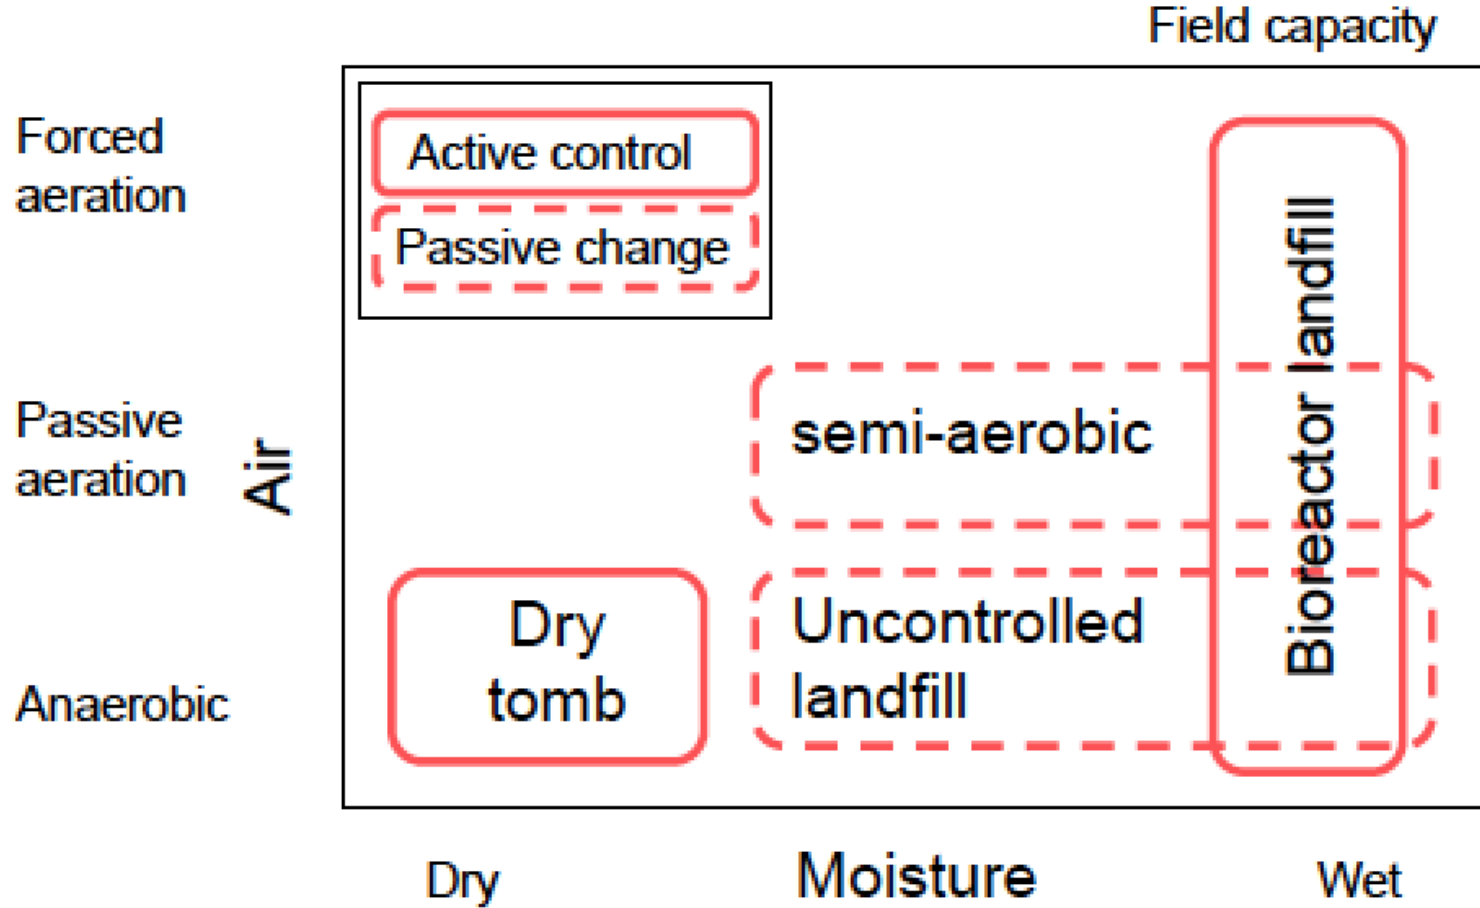 Field capacity
Forced
aeration
Active control
Passive change
Passive
aeration
Air
semi-aerobic
Bioreactor landfill
Dry
tomb
Uncontrolled
landfill
Anaerobic
Dry
Moisture
Wet